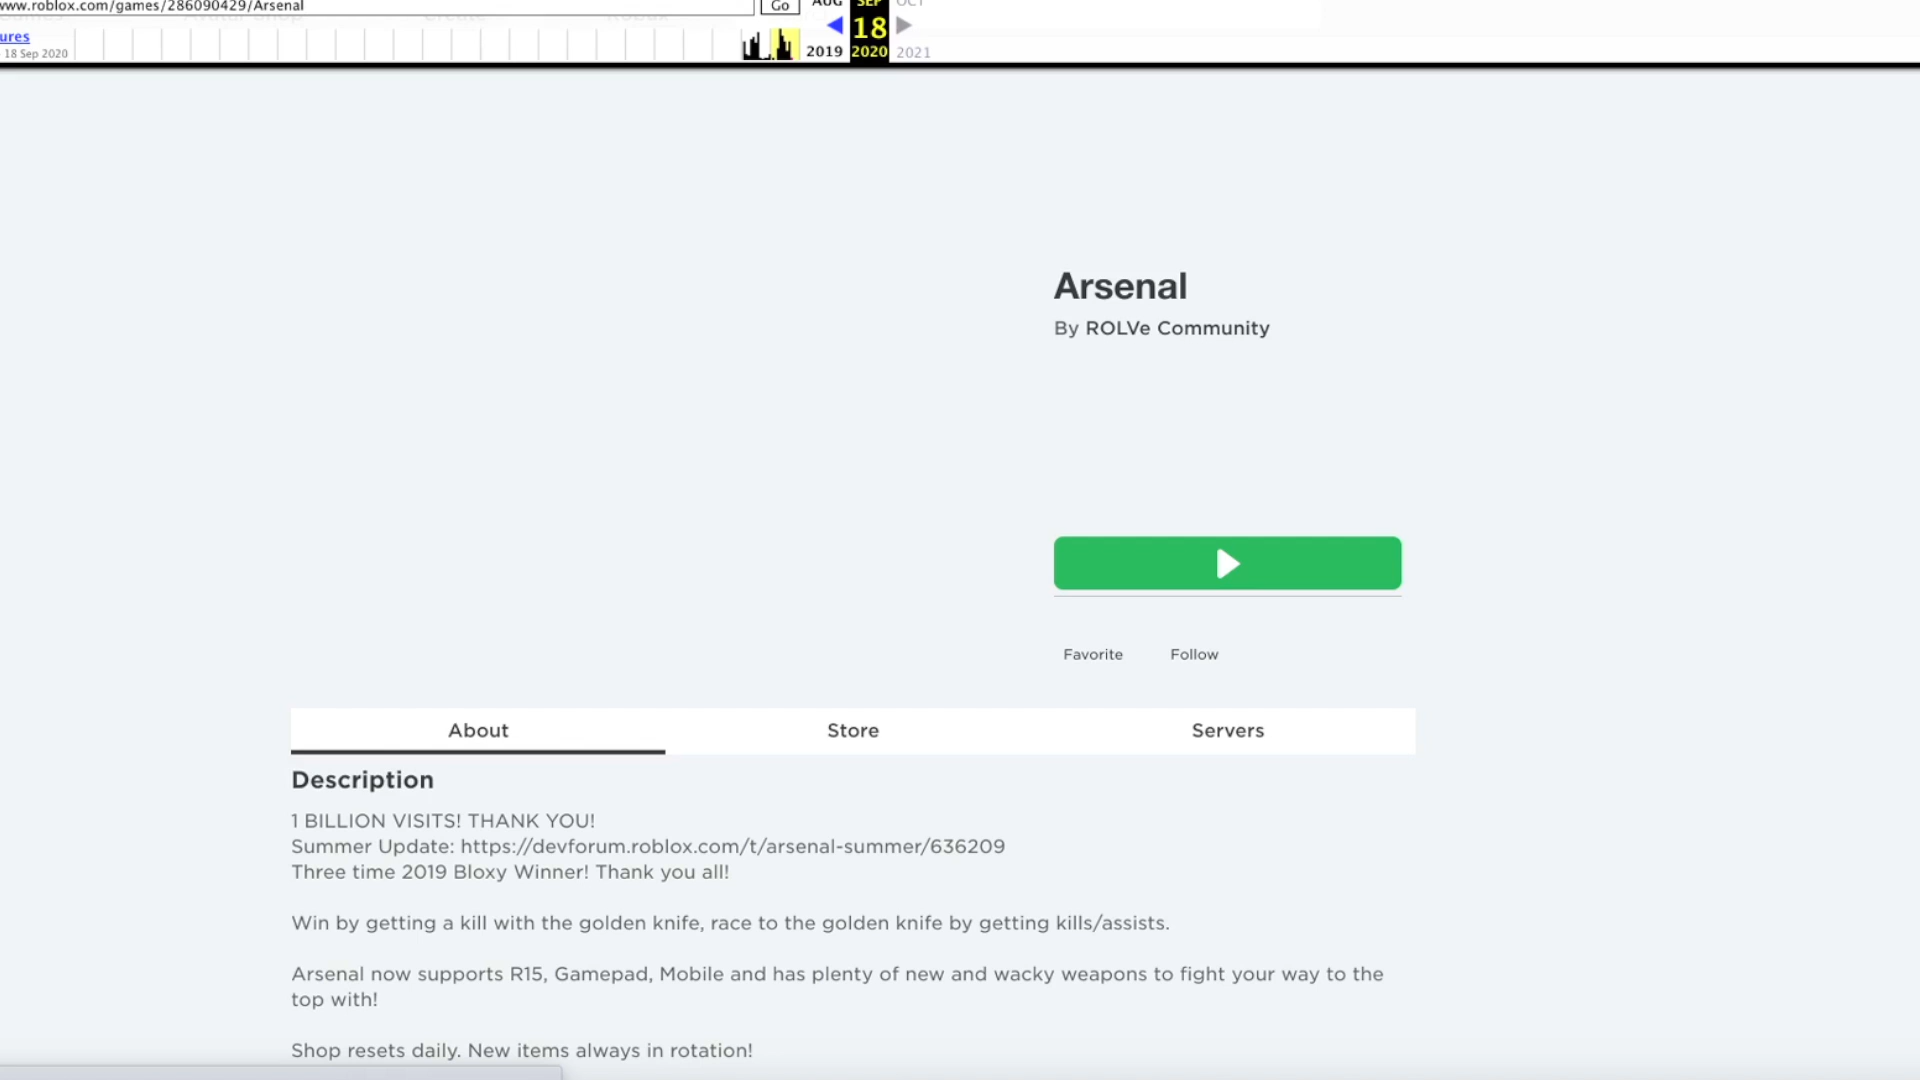 www.roblox.com/games/286090429/Arsenal
Go
AUG
SEP
OCT
ures
18
18 Sep 2020
2019
2020
2021
Arsenal
By ROLVe Community
Favorite
Follow
About
Store
Servers
Description
1 BILLION VISITS! THANK YOU!
Summer Update: https://devforum.roblox.com/t/arsenal-summer/636209
Three time 2019 Bloxy Winner! Thank you all!
Win by getting a kill with the golden knife, race to the golden knife by getting kills/assists.
Arsenal now supports R15, Gamepad, Mobile and has plenty of new and wacky weapons to fight your way to the
top with!
Shop resets daily. New items always in rotation!